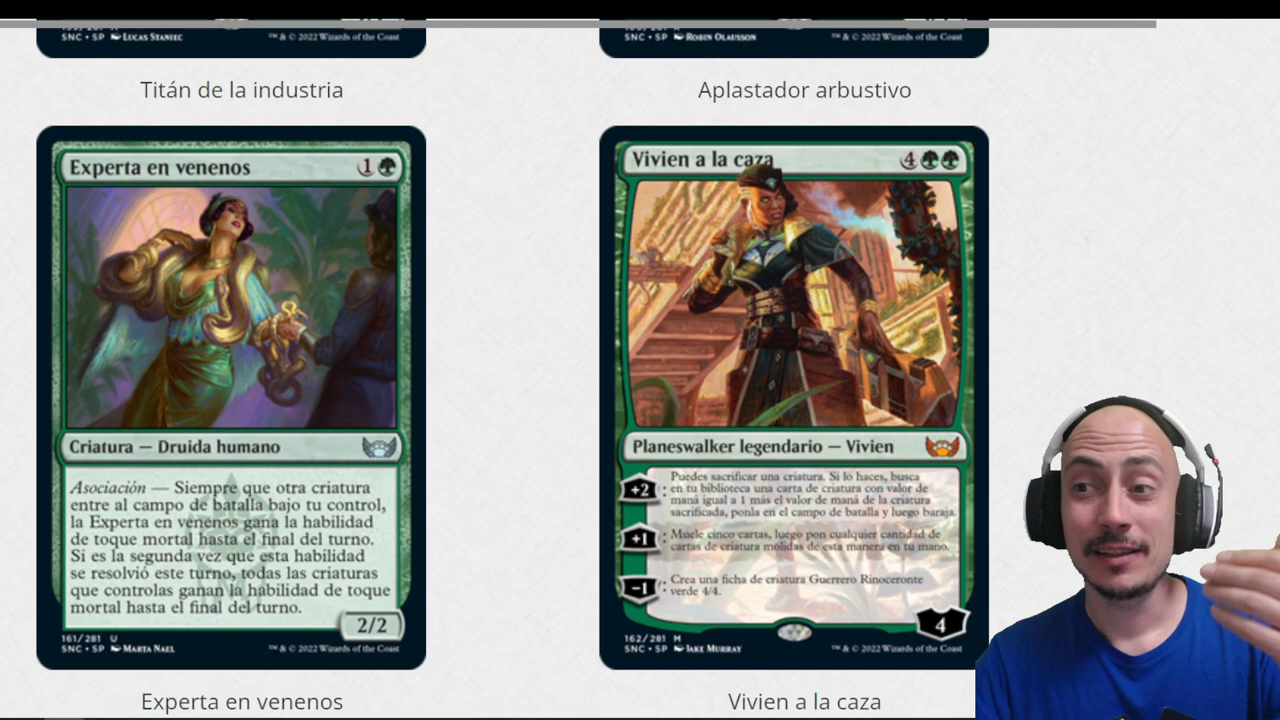 SNC • SP LUCAS STANIEC ™ & © 2022 Wizards of the Coast
SNC • SP ROBIN OLAUSSON ™ & © 2022 Wizards of the Coast
Titán de la industria
Aplastador arbustivo
Experta en venenos 1
Criatura — Druida humano
Asociación — Siempre que otra criatura
entre al campo de batalla bajo tu control,
la Experta en venenos gana la habilidad
de toque mortal hasta el final del turno.
Si es la segunda vez que esta habilidad
se resolvió este turno, todas las criaturas
que controlas ganan la habilidad de toque
mortal hasta el final del turno.
2/2
161/281 U
SNC • SP MARTA NAEL ™ & © 2022 Wizards of the Coast
Experta en venenos
Vivien a la caza 4
Planeswalker legendario — Vivien
+2 : Puedes sacrificar una criatura. Si lo haces, busca
en tu biblioteca una carta de criatura con valor de
maná igual a 1 más el valor de maná de la criatura
sacrificada, ponla en el campo de batalla y luego baraja.
+1 : Muele cinco cartas, luego pon cualquier cantidad de
cartas de criatura molidas de esta manera en tu mano.
-1 : Crea una ficha de criatura Guerrero Rinoceronte
verde 4/4.
4
162/281 M
SNC • SP JAKE MURRAY ™ & © 2022 Wizards of the Coast
Vivien a la caza